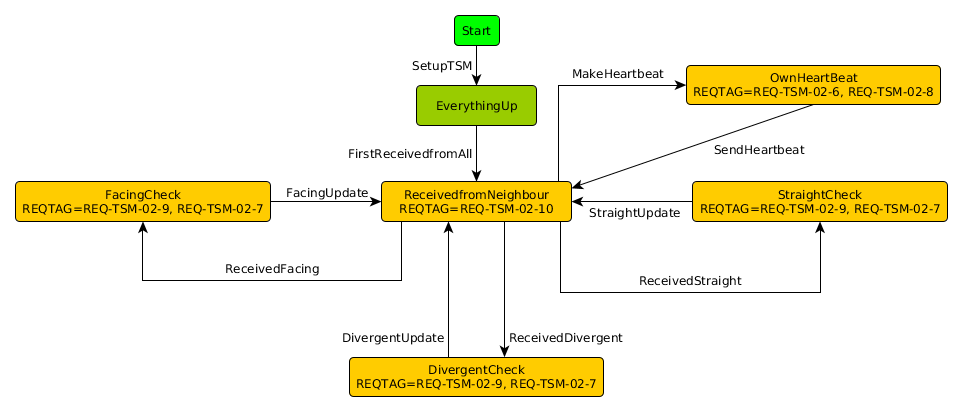 Start
SetupTSM
MakeHeartbeat
OwnHeartBeat
REQTAG=REQ-TSM-02-6, REQ-TSM-02-8
EverythingUp
FirstReceivedfromAll
SendHeartbeat
FacingCheck
REQTAG=REQ-TSM-02-9, REQ-TSM-02-7
FacingUpdate
ReceivedfromNeighbour
REQTAG=REQ-TSM-02-10
StraightUpdate
StraightCheck
REQTAG=REQ-TSM-02-9, REQ-TSM-02-7
ReceivedFacing
ReceivedStraight
DivergentUpdate
ReceivedDivergent
DivergentCheck
REQTAG=REQ-TSM-02-9, REQ-TSM-02-7